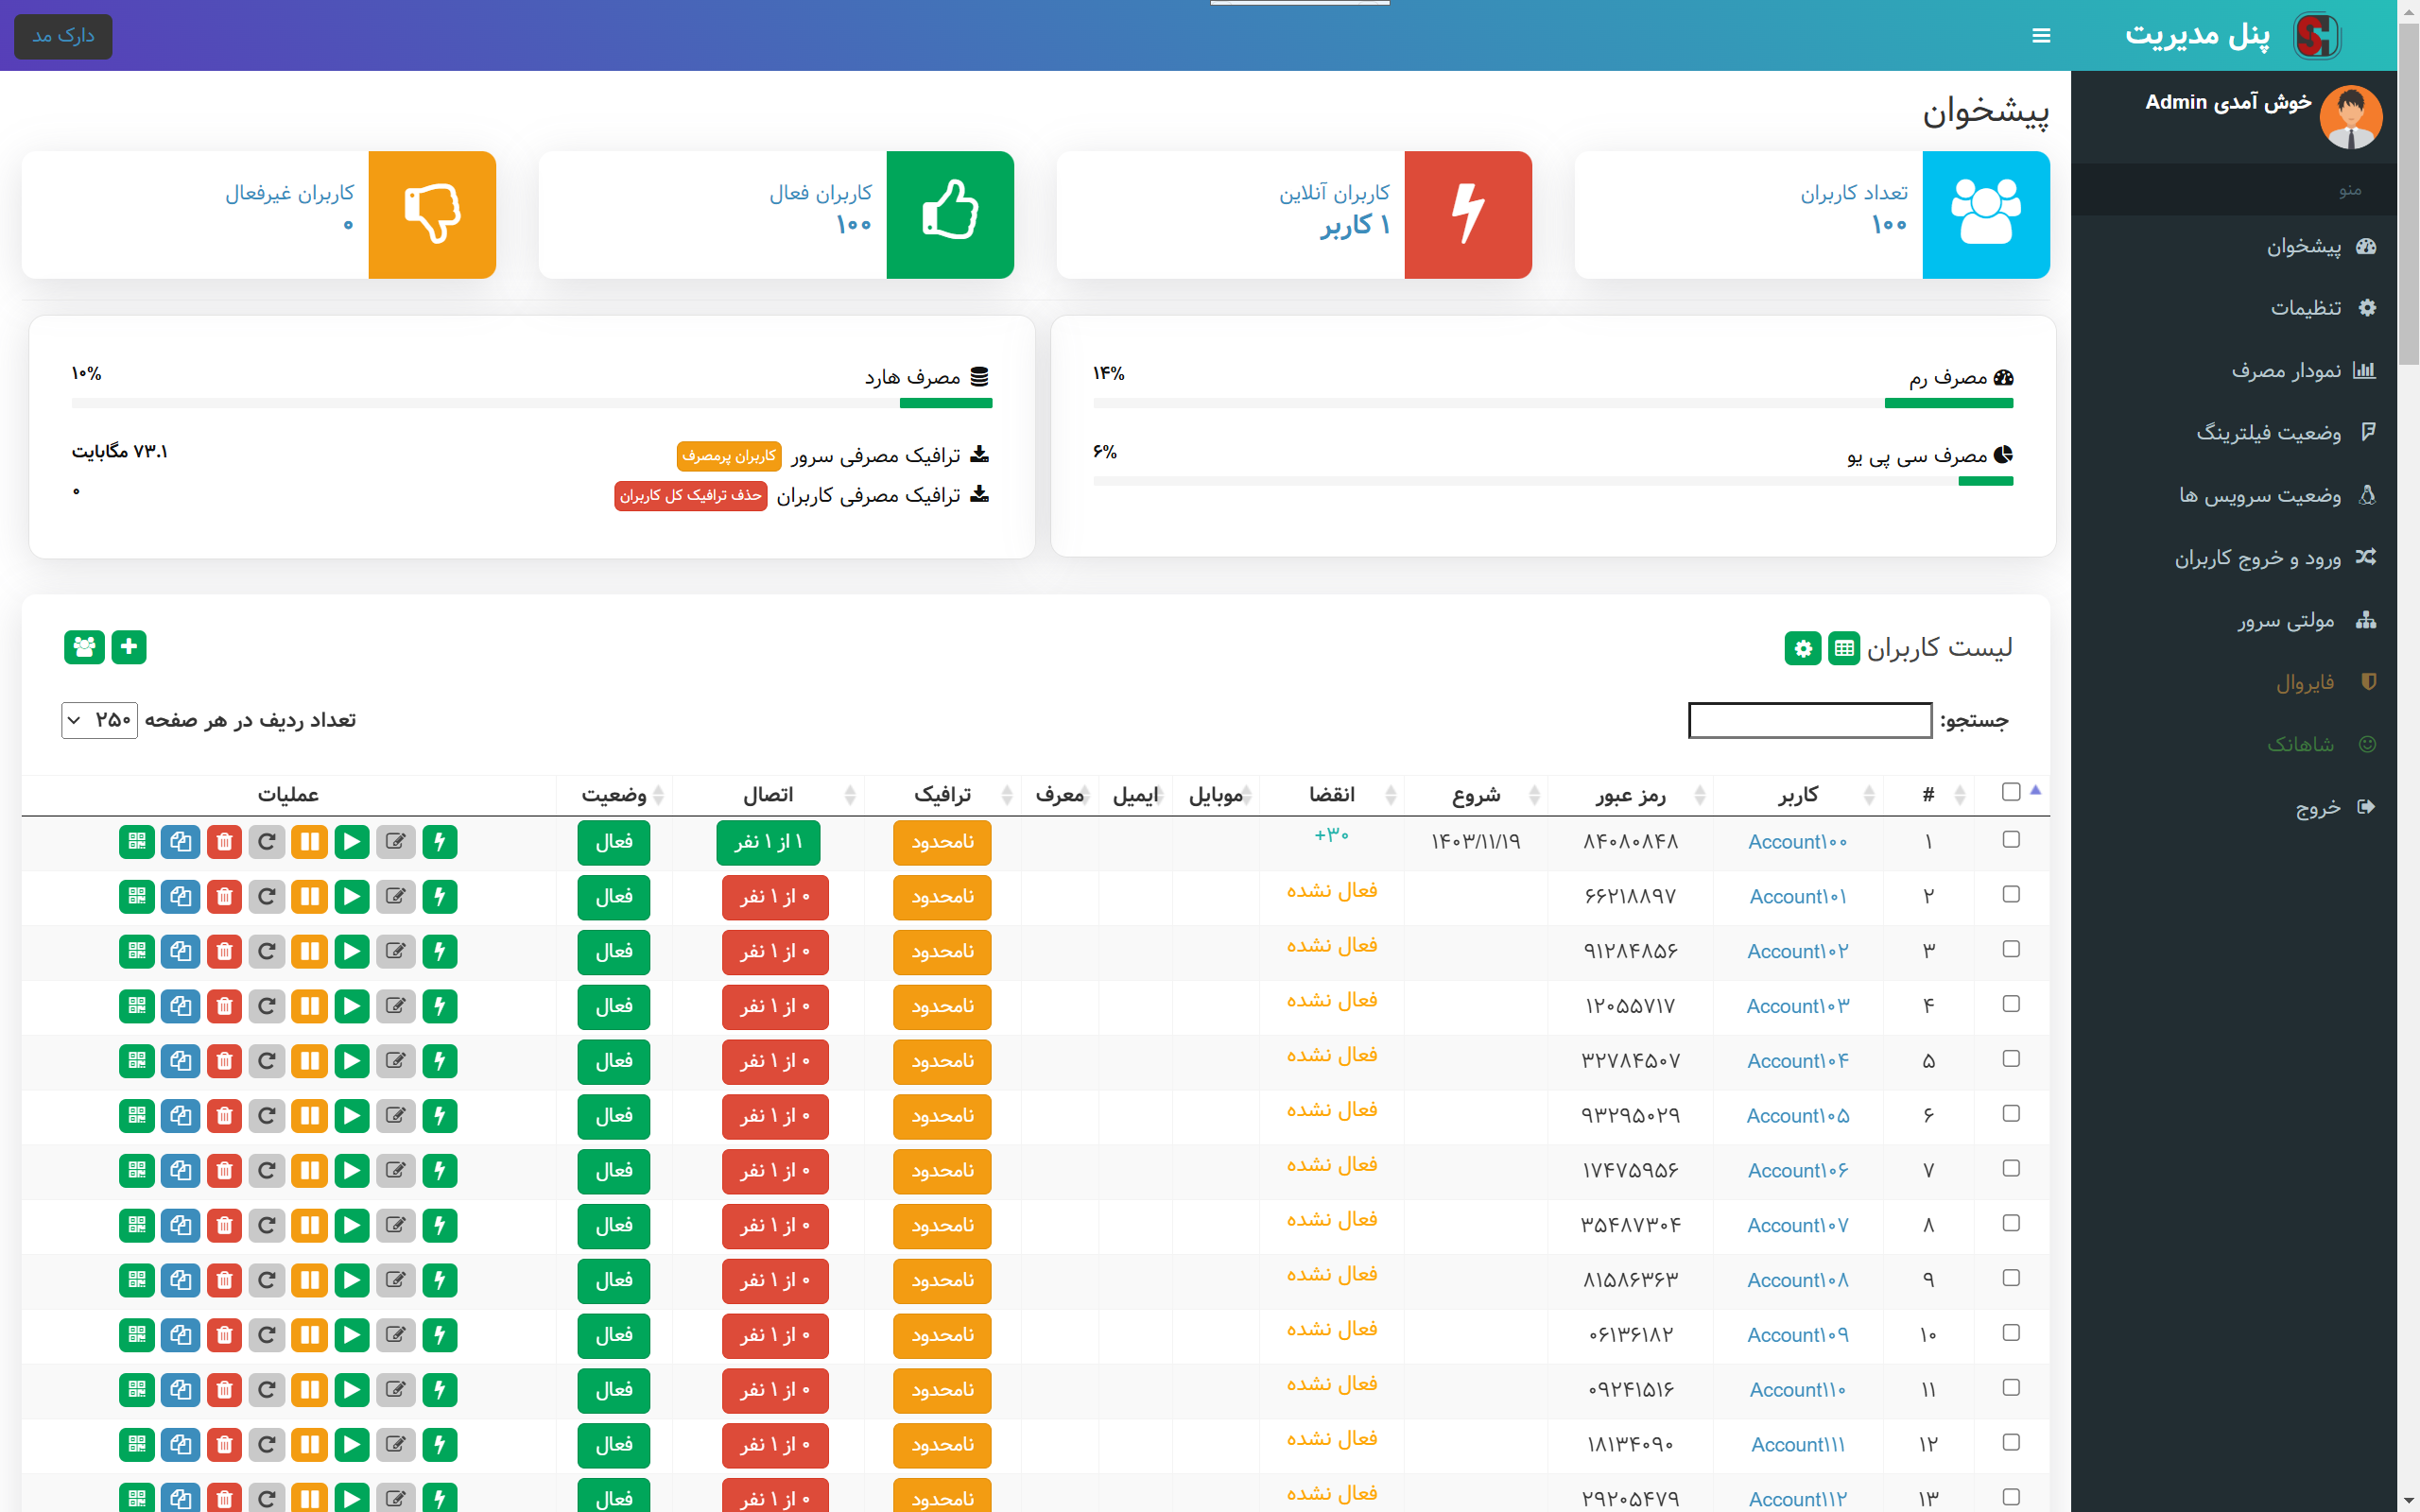 پنل مدیریت
دارک مد
خوش آمدی Admin
منو
پیشخوان
تنظیمات
نمودار مصرف
وضعیت فیلترینگ
وضعیت سرویس ها
ورود و خروج کاربران
مولتی سرور
فایروال
شاهانک
خروج
پیشخوان
تعداد کاربران
۱۰۰
کاربران آنلاین
۱ کاربر
کاربران فعال
۱۰۰
کاربران غیرفعال
۰
مصرف رم ۱۴%
مصرف سی پی یو ۶%
مصرف هارد ۱۰%
ترافیک مصرفی سرور کاربران پرمصرف ۷۳.۱ مگابایت
ترافیک مصرفی کاربران حذف ترافیک کل کاربران ۰
لیست کاربران
جستجو:
تعداد ردیف در هر صفحه ۲۵۰
# کاربر رمز عبور شروع انقضا موبایل ایمیل معرف ترافیک اتصال وضعیت عملیات
۱ Account۱۰۰ ۸۴۰۸۰۸۴۸ ۱۴۰۳/۱۱/۱۹ +۳۰ نامحدود ۱ از ۱ نفر فعال
۲ Account۱۰۱ ۶۶۲۱۸۸۹۷ فعال نشده نامحدود ۰ از ۱ نفر فعال
۳ Account۱۰۲ ۹۱۲۸۴۸۵۶ فعال نشده نامحدود ۰ از ۱ نفر فعال
۴ Account۱۰۳ ۱۲۰۵۵۷۱۷ فعال نشده نامحدود ۰ از ۱ نفر فعال
۵ Account۱۰۴ ۳۲۷۸۴۵۰۷ فعال نشده نامحدود ۰ از ۱ نفر فعال
۶ Account۱۰۵ ۹۳۲۹۵۰۲۹ فعال نشده نامحدود ۰ از ۱ نفر فعال
۷ Account۱۰۶ ۱۷۴۷۵۹۵۶ فعال نشده نامحدود ۰ از ۱ نفر فعال
۸ Account۱۰۷ ۳۵۴۸۷۳۰۴ فعال نشده نامحدود ۰ از ۱ نفر فعال
۹ Account۱۰۸ ۸۱۵۸۶۳۶۳ فعال نشده نامحدود ۰ از ۱ نفر فعال
۱۰ Account۱۰۹ ۰۶۱۳۶۱۸۲ فعال نشده نامحدود ۰ از ۱ نفر فعال
۱۱ Account۱۱۰ ۰۹۲۴۱۵۱۶ فعال نشده نامحدود ۰ از ۱ نفر فعال
۱۲ Account۱۱۱ ۱۸۱۳۴۰۹۰ فعال نشده نامحدود ۰ از ۱ نفر فعال
۱۳ Account۱۱۲ ۲۹۲۰۵۴۷۹ فعال نشده نامحدود ۰ از ۱ نفر فعال